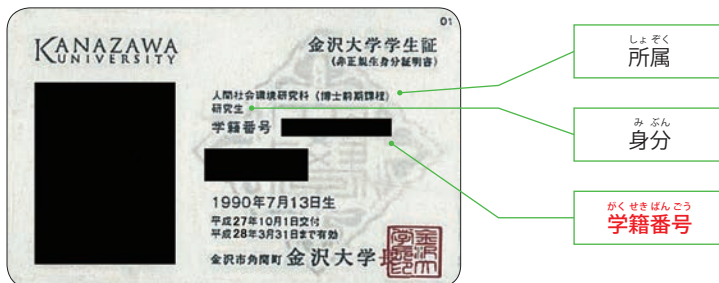 01
KANAZAWA
UNIVERSITY
金沢大学学生証
(非正規生身分証明書)
人間社会環境研究科 (博士前期課程)
研究生
学籍番号
1990年7月13日生
平成27年10月1日交付
平成28年3月31日まで有効
金沢市角間町 金沢大学長
しょ ぞく
所属
み ぶん
身分
がく せき ばん ごう
学籍番号